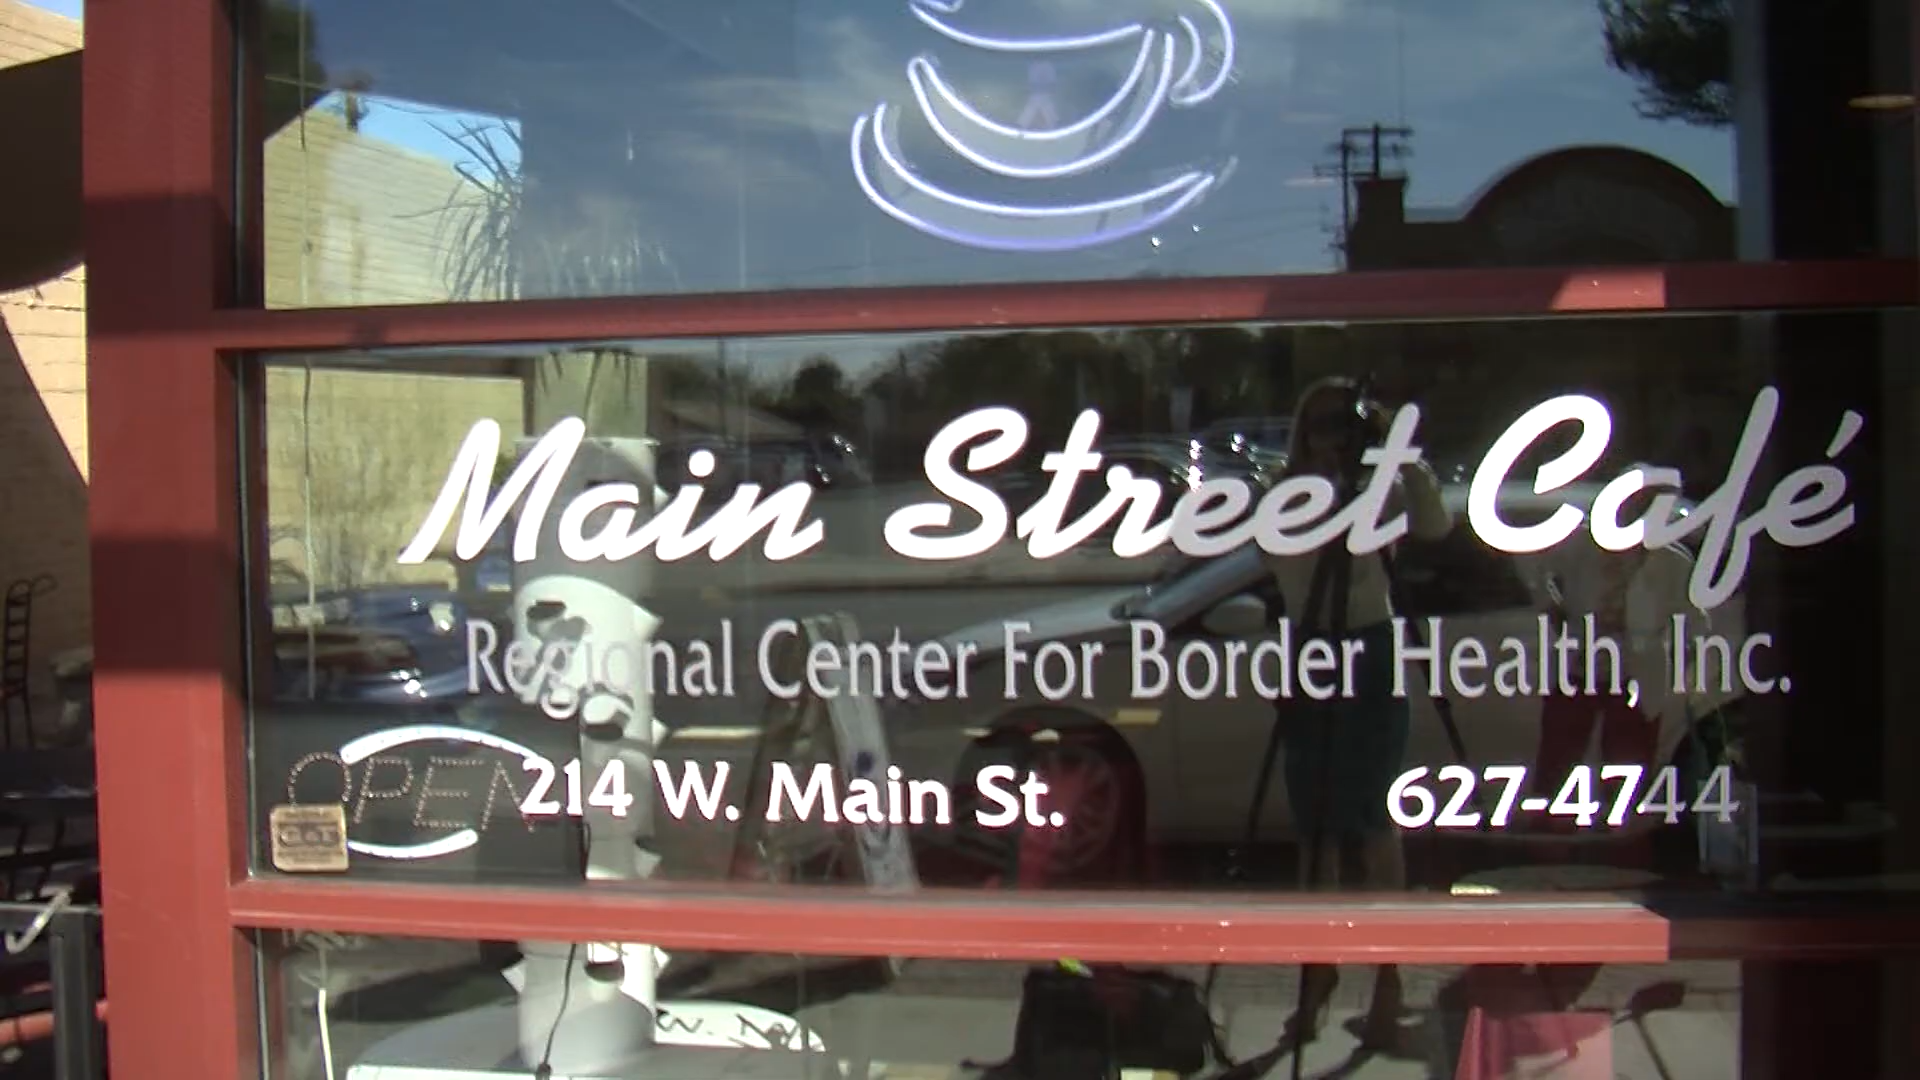 Main Street Café
Regional Center For Border Health, Inc.
OPEN
214 W. Main St.
627-4744